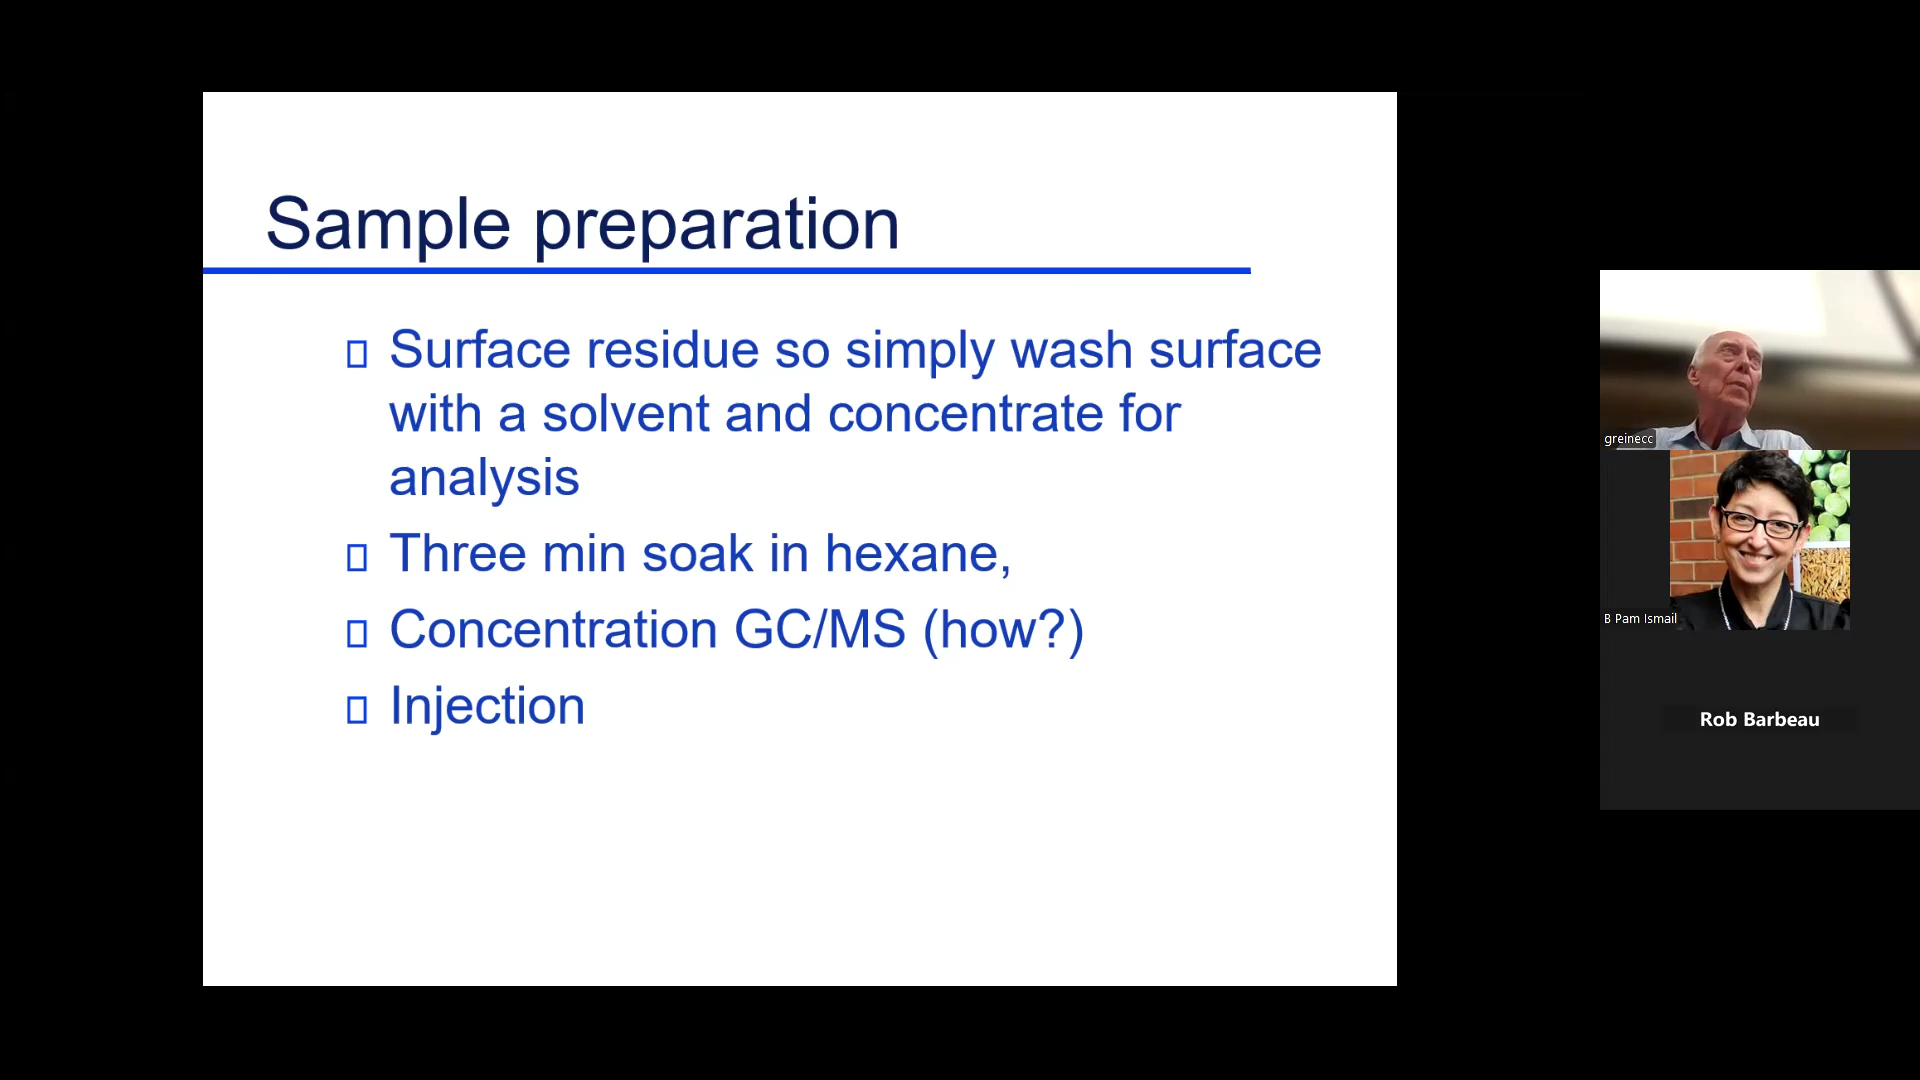 Sample preparation
Surface residue so simply wash surface
with a solvent and concentrate for
analysis
Three min soak in hexane,
Concentration GC/MS (how?)
Injection
greinecc
B Pam Ismail
Rob Barbeau